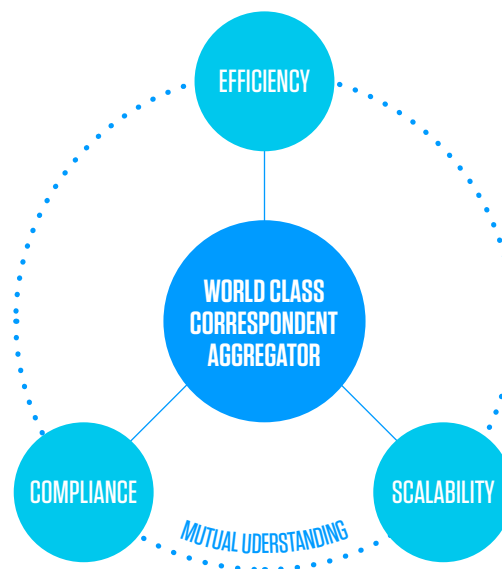 EFFICIENCY
WORLD CLASS
CORRESPONDENT
AGGREGATOR
COMPLIANCE
SCALABILITY
MUTUAL UDERSTANDING